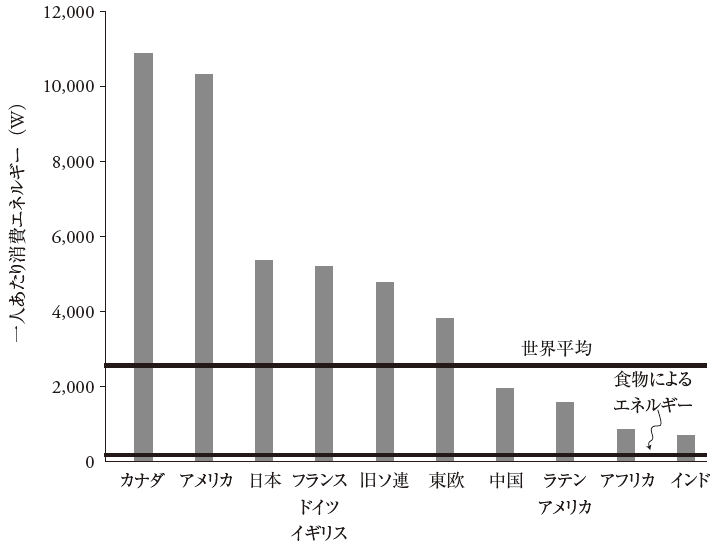 一人あたり消費エネルギー（W）
12,000
10,000
8,000
6,000
4,000
2,000
0
世界平均
食物による
エネルギー
カナダ
アメリカ
日本
フランス
ドイツ
イギリス
旧ソ連
東欧
中国
ラテン
アメリカ
アフリカ
インド